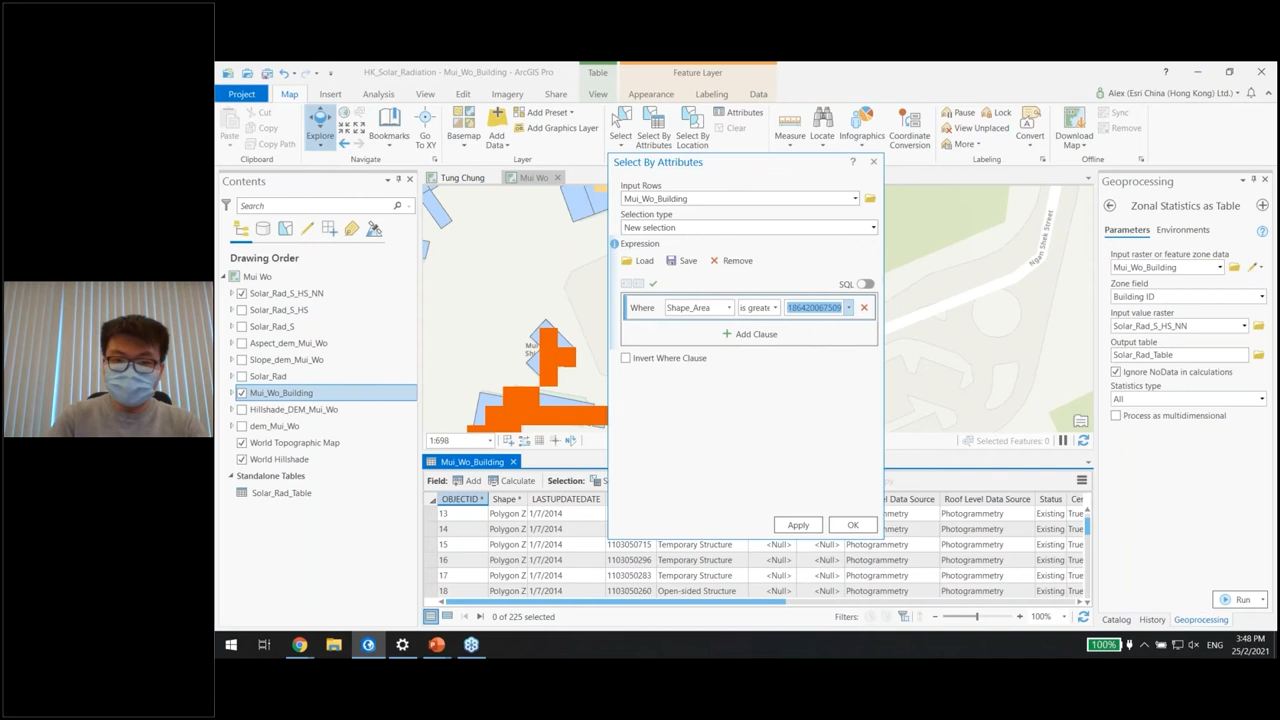 HK_Solar_Radiation - Mui_Wo_Building - ArcGIS Pro
Table
Feature Layer
Alex (Esri China (Hong Kong) Ltd.)
Project
Map
Insert
Analysis
View
Edit
Imagery
Share
View
Appearance
Labeling
Data
Paste
Cut
Copy
Copy Path
Clipboard
Explore
Bookmarks
Go To XY
Navigate
Basemap
Add Data
Add Preset
Add Graphics Layer
Layer
Select
Select By Attributes
Select By Location
Attributes
Clear
Measure
Locate
Infographics
Coordinate Conversion
Pause
Lock
View Unplaced
More
Convert
Labeling
Download Map
Sync
Remove
Offline
Contents
Search
Drawing Order
Mui Wo
Solar_Rad_S_HS_NN
Solar_Rad_S_HS
Solar_Rad_S
Aspect_dem_Mui_Wo
Slope_dem_Mui_Wo
Solar_Rad
Mui_Wo_Building
Hillshade_DEM_Mui_Wo
dem_Mui_Wo
World Topographic Map
World Hillshade
Standalone Tables
Solar_Rad_Table
Tung Chung
Mui Wo
Ngan Shek Street
1:698
Selected Features: 0
Select By Attributes
Input Rows
Mui_Wo_Building
Selection type
New selection
Expression
Load
Save
Remove
SQL
Where
Shape_Area
is greate
186420067509
Add Clause
Invert Where Clause
Apply
OK
Mui_Wo_Building
Field:
Add
Calculate
Selection:
OBJECTID * Shape * LASTUPDATEDATE
Data Source Roof Level Data Source Status Cer
13 Polygon Z 1/7/2014 Photogrammetry Photogrammetry Existing True
14 Polygon Z 1/7/2014 Photogrammetry Photogrammetry Existing True
15 Polygon Z 1/7/2014 1103050715 Temporary Structure <Null> <Null> Photogrammetry Photogrammetry Existing True
16 Polygon Z 1/7/2014 1103050296 Temporary Structure <Null> <Null> Photogrammetry Photogrammetry Existing True
17 Polygon Z 1/7/2014 1103050283 Temporary Structure <Null> <Null> Photogrammetry Photogrammetry Existing True
18 Polygon Z 1/7/2014 1103050260 Open-sided Structure <Null> <Null> Photogrammetry Photogrammetry Existing True
0 of 225 selected
Filters:
100%
Geoprocessing
Zonal Statistics as Table
Parameters
Environments
Input raster or feature zone data
Mui_Wo_Building
Zone field
Building ID
Input value raster
Solar_Rad_S_HS_NN
Output table
Solar_Rad_Table
Ignore NoData in calculations
Statistics type
All
Process as multidimensional
Run
Catalog
History
Geoprocessing
100%
ENG
3:48 PM
25/2/2021